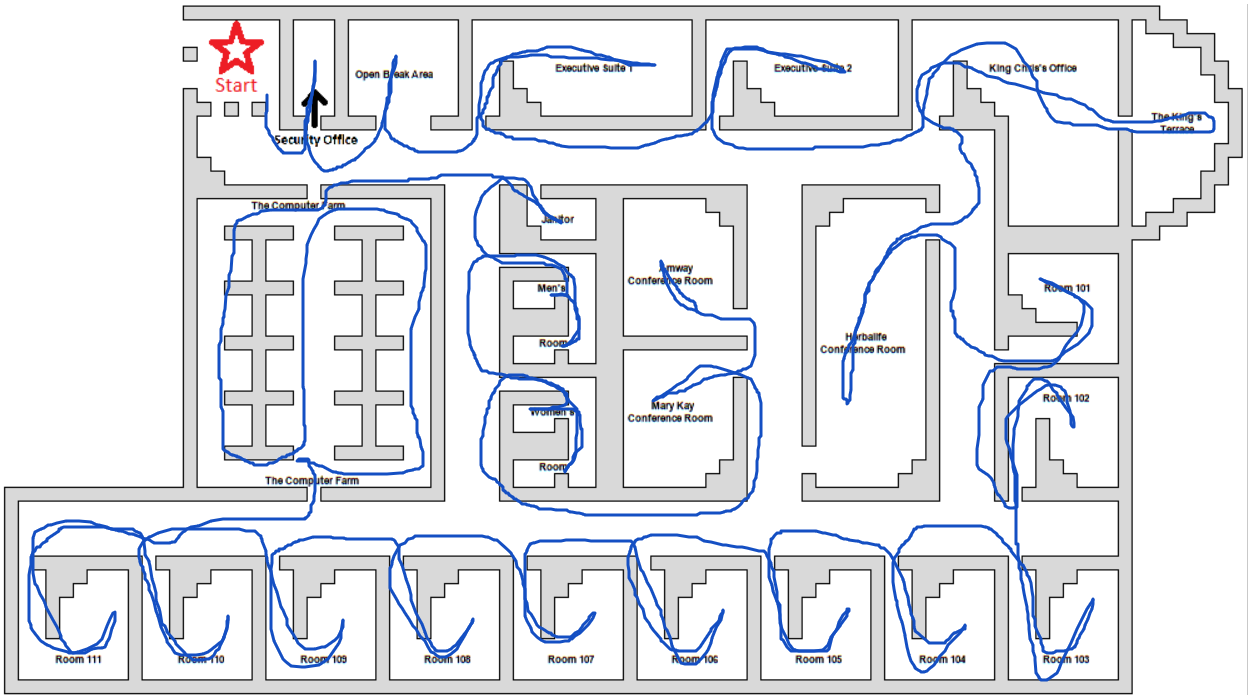 Start
Open Break Area
Executive Suite 1
Executive Suite 2
King Chris's Office
The King's
Terrace
Security Office
The Computer Farm
Janitor
Amway
Conference Room
Men's
Room
Room 101
Herbalife
Conference Room
Mary Kay
Conference Room
Women's
Room
Room 102
The Computer Farm
Room 111
Room 110
Room 109
Room 108
Room 107
Room 106
Room 105
Room 104
Room 103